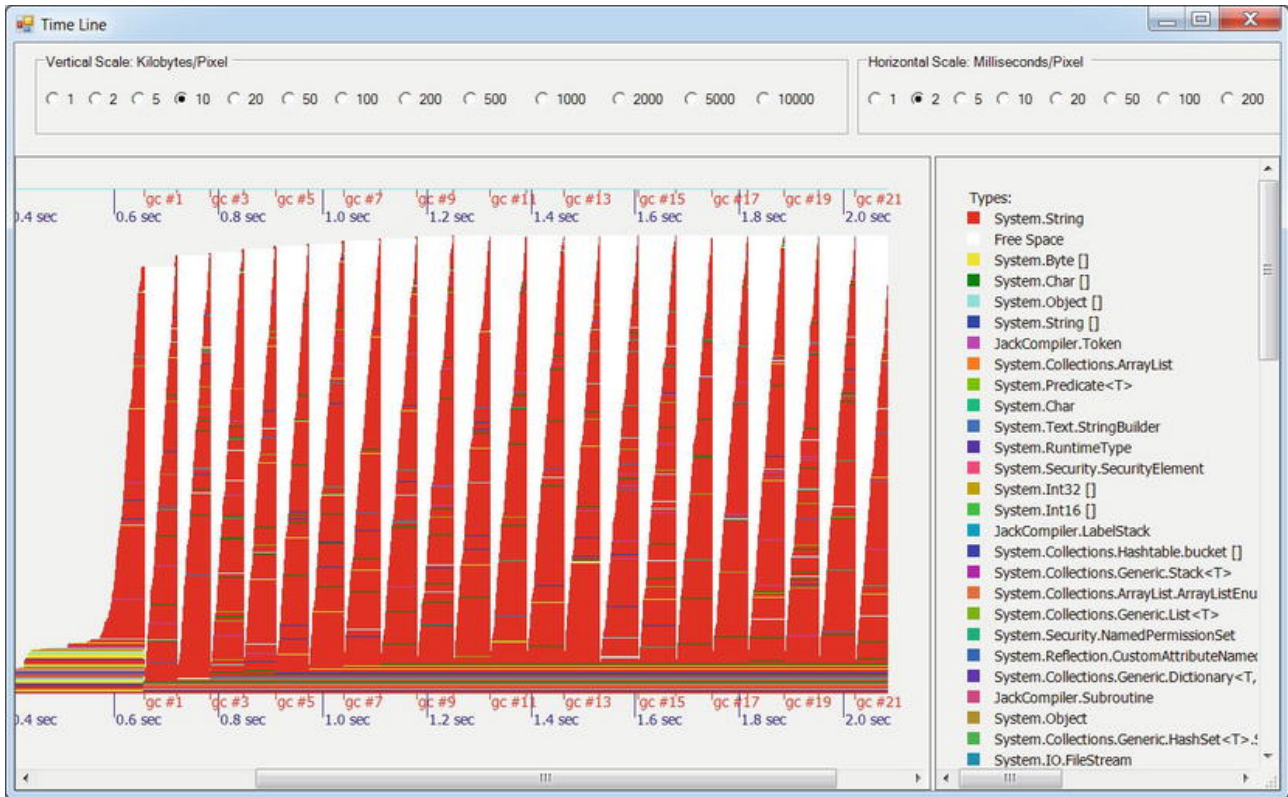 Time Line
Vertical Scale: Kilobytes/Pixel
1 2 5 10 20 50 100 200 500 1000 2000 5000 10000
Horizontal Scale: Milliseconds/Pixel
1 2 5 10 20 50 100 200
gc #1 gc #3 gc #5 gc #7 gc #9 gc #11 gc #13 gc #15 gc #17 gc #19 gc #21
0.4 sec 0.6 sec 0.8 sec 1.0 sec 1.2 sec 1.4 sec 1.6 sec 1.8 sec 2.0 sec
gc #1 gc #3 gc #5 gc #7 gc #9 gc #11 gc #13 gc #15 gc #17 gc #19 gc #21
0.4 sec 0.6 sec 0.8 sec 1.0 sec 1.2 sec 1.4 sec 1.6 sec 1.8 sec 2.0 sec
Types:
System.String
Free Space
System.Byte []
System.Char []
System.Object []
System.String []
JackCompiler.Token
System.Collections.ArrayList
System.Predicate<T>
System.Char
System.Text.StringBuilder
System.RuntimeType
System.Security.SecurityElement
System.Int32 []
System.Int16 []
JackCompiler.LabelStack
System.Collections.Hashtable.bucket []
System.Collections.Generic.Stack<T>
System.Collections.ArrayList.ArrayListEnu
System.Collections.Generic.List<T>
System.Security.NamedPermissionSet
System.Reflection.CustomAttributeName
System.Collections.Generic.Dictionary<T,
JackCompiler.Subroutine
System.Object
System.Collections.Generic.HashSet<T>.
System.IO.FileStream